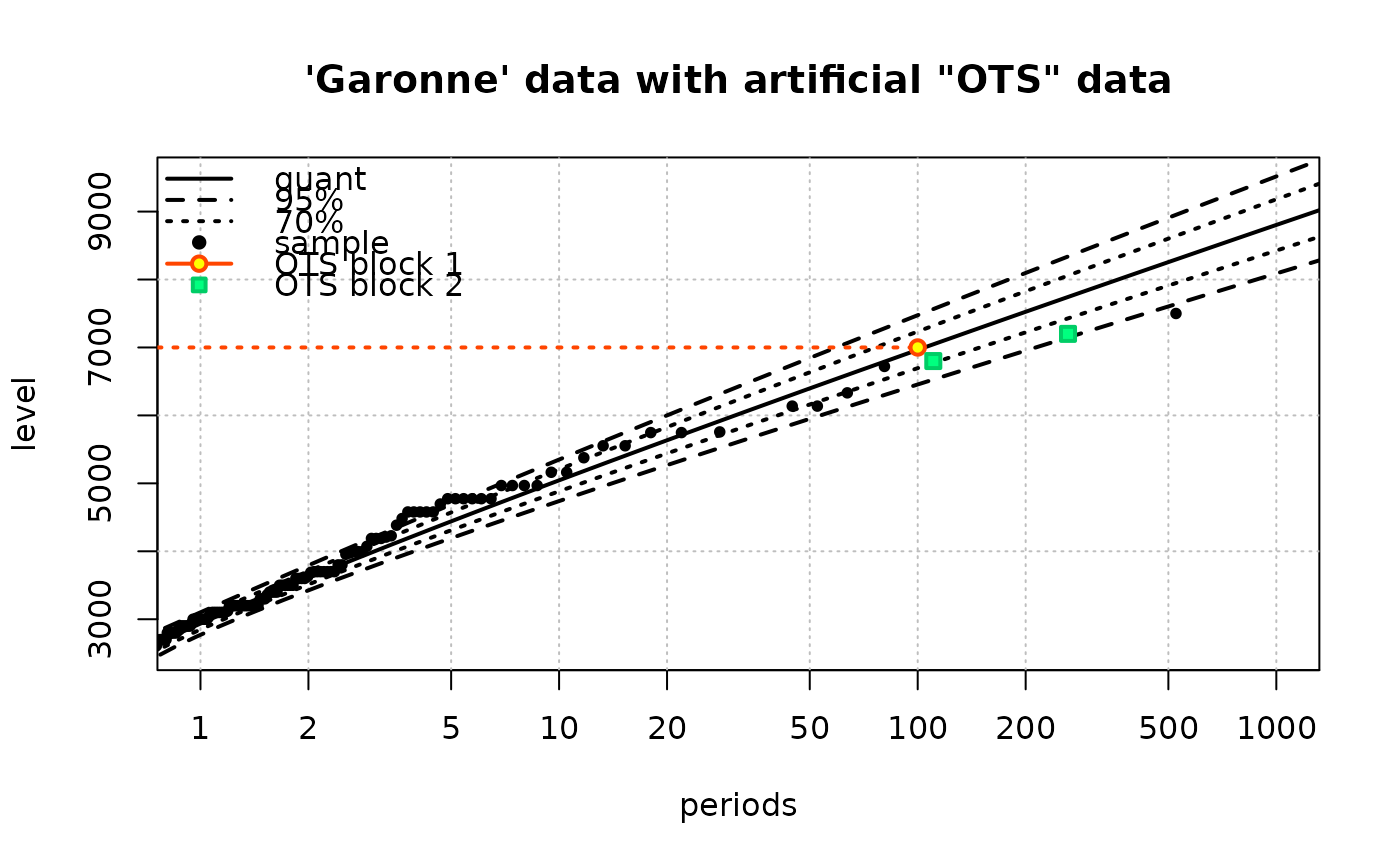 'Garonne' data with artificial "OTS" data
quant
95%
70%
sample
OTS block 1
OTS block 2
level
9000
7000
5000
3000
1 2 5 10 20 50 100 200 500 1000
periods